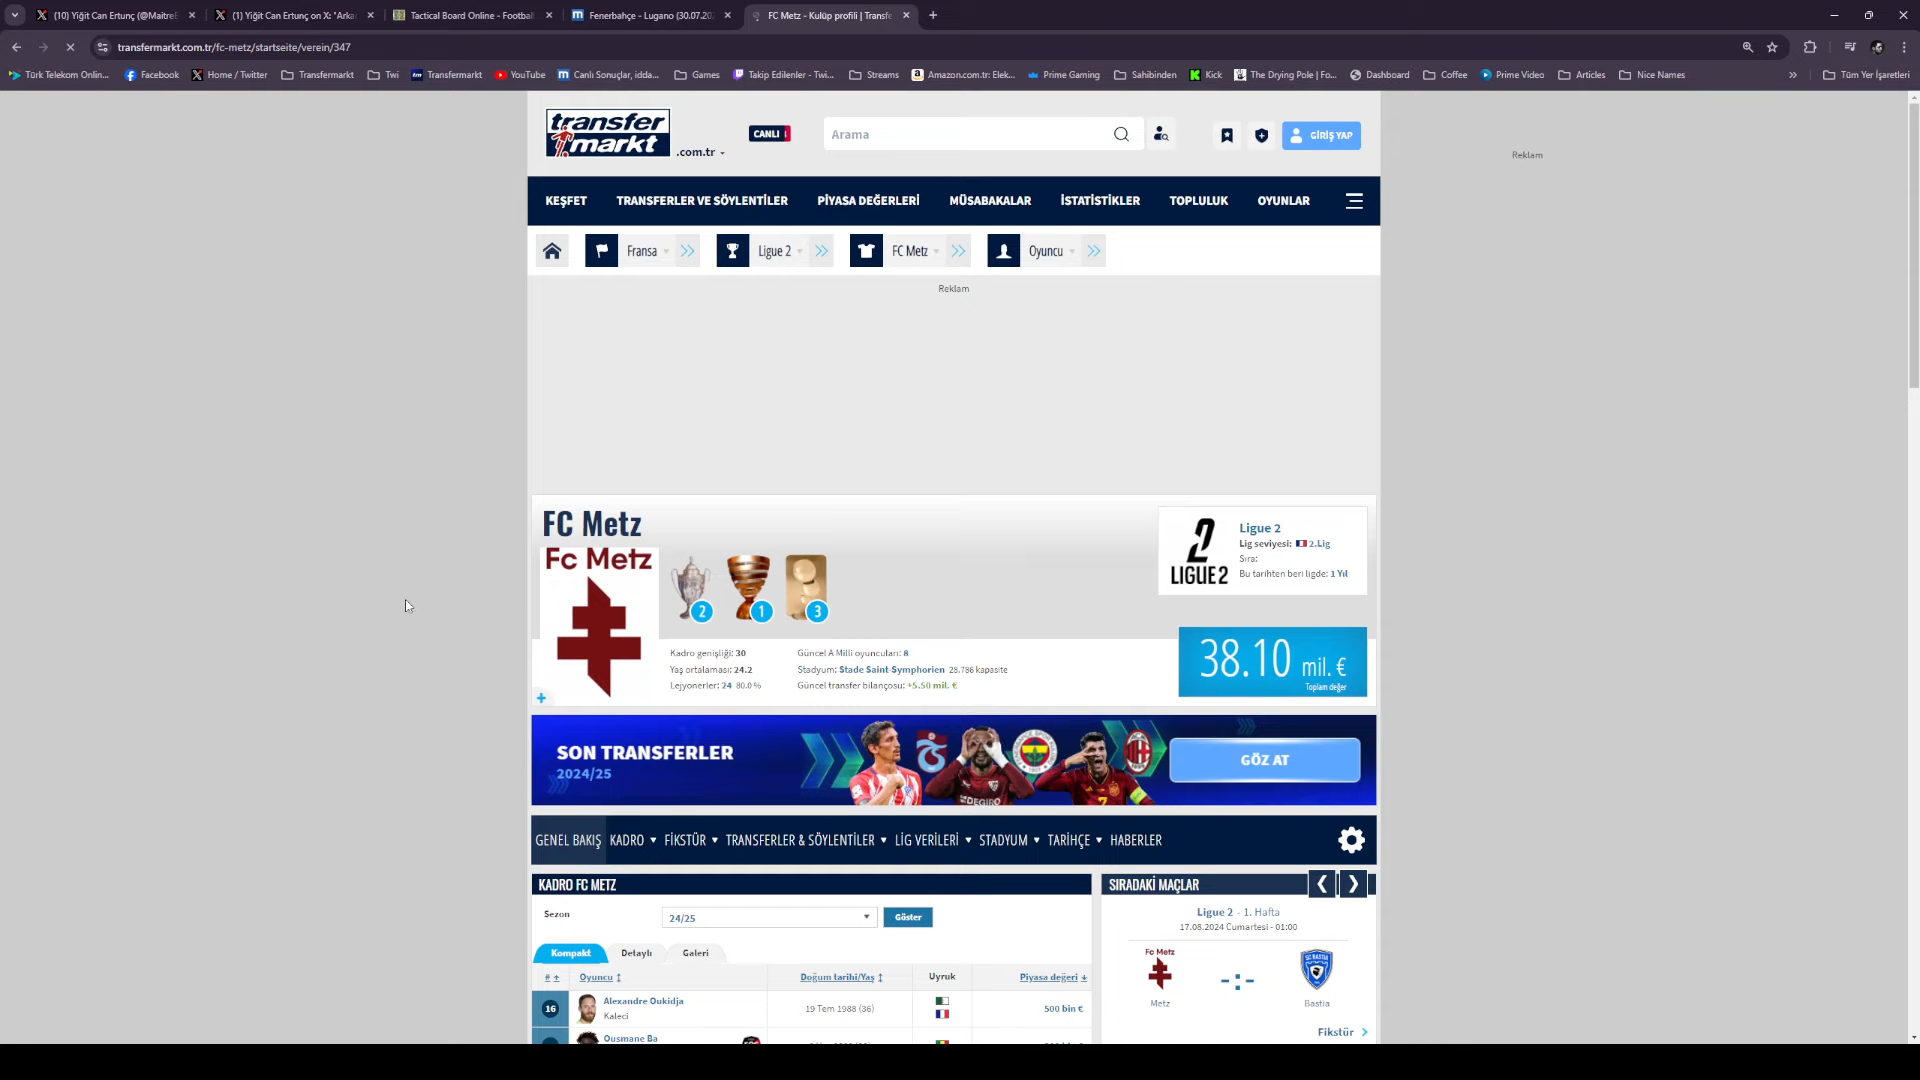 (10) Yiğit Can Ertunç (@MaitreE
(1) Yiğit Can Ertunç on X: "Arka
Tactical Board Online - Football
Fenerbahçe - Lugano (30.07.202
FC Metz - Kulüp profili | Transfe
transfermarkt.com.tr/fc-metz/startseite/verein/347
Türk Telekom Onlin...
Facebook
Home / Twitter
Transfermarkt
Twi
Transfermarkt
YouTube
Canlı Sonuçlar, idda...
Games
Takip Edilenler - Twi...
Streams
Amazon.com.tr: Elek...
Prime Gaming
Sahibinden
Kick
The Drying Pole | Fo...
Dashboard
Coffee
Prime Video
Articles
Nice Names
Tüm Yer İşaretleri
transfer
markt
.com.tr
CANLI
Arama
GİRİŞ YAP
Reklam
KEŞFET
TRANSFERLER VE SÖYLENTİLER
PİYASA DEĞERLERİ
MÜSABAKALAR
İSTATİSTİKLER
TOPLULUK
OYUNLAR
Fransa
Ligue 2
FC Metz
Oyuncu
Reklam
FC Metz
Fc Metz
2
1
3
LIGUE 2
Ligue 2
Lig seviyesi: 2.Lig
Sıra:
Bu tarihten beri ligde: 1 Yıl
Kadro genişliği: 30
Yaş ortalaması: 24.2
Lejyonerler: 24 80.0 %
Güncel A Milli oyuncuları: 8
Stadyum: Stade Saint-Symphorien 28.786 kapasite
Güncel transfer bilançosu: +5.50 mil. €
38.10 mil. €
Toplam değer
SON TRANSFERLER
2024/25
GÖZ AT
GENEL BAKIŞ
KADRO
FİKSTÜR
TRANSFERLER & SÖYLENTİLER
LİG VERİLERİ
STADYUM
TARİHÇE
HABERLER
KADRO FC METZ
Sezon
24/25
Göster
Kompakt
Detaylı
Galeri
#
Oyuncu
Doğum tarihi/Yaş
Uyruk
Piyasa değeri
16
Alexandre Oukidja
Kaleci
19 Tem 1988 (36)
500 bin €
Ousmane Ba
SIRADAKİ MAÇLAR
Ligue 2 - 1. Hafta
17.08.2024 Cumartesi - 01:00
Fc Metz
-:-
Metz
Bastia
Fikstür